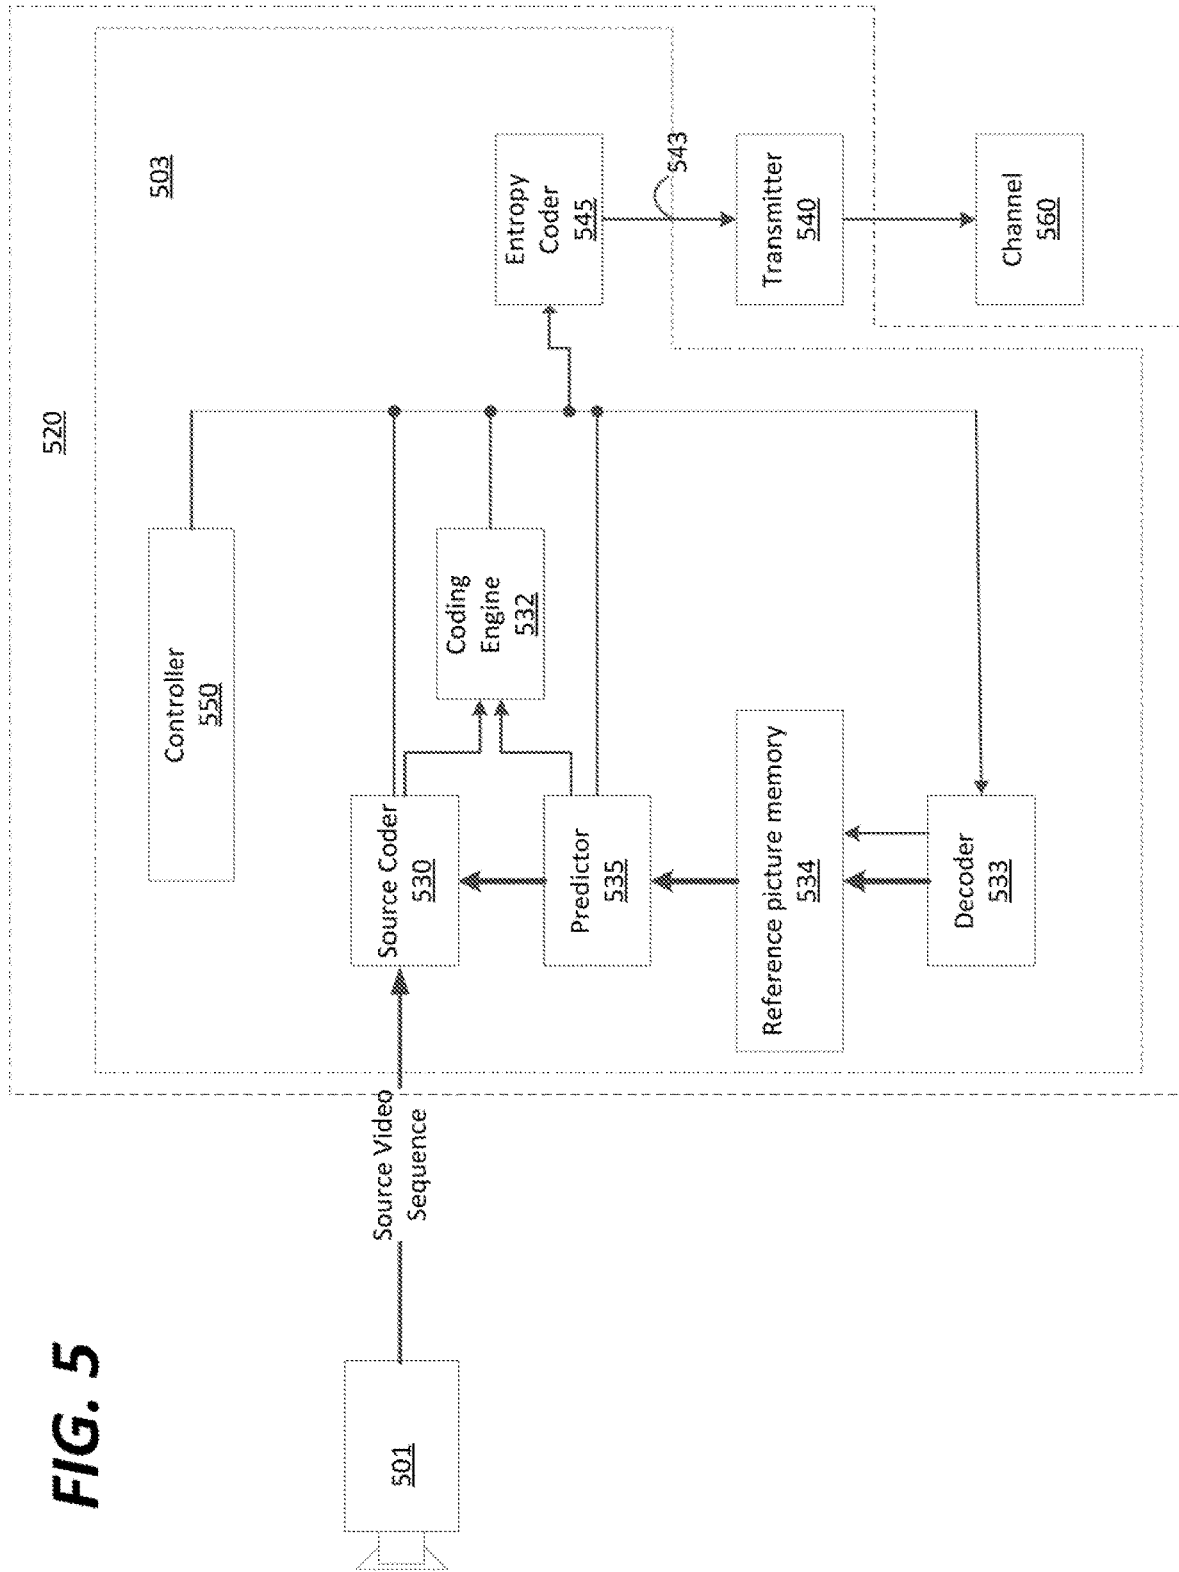 FIG. 5
520
503
Controller
550
501
Source Video
Sequence
Source Coder
530
Coding
Engine
532
Entropy
Coder
545
Predictor
535
543
Reference picture memory
534
Transmitter
540
Decoder
533
Channel
560